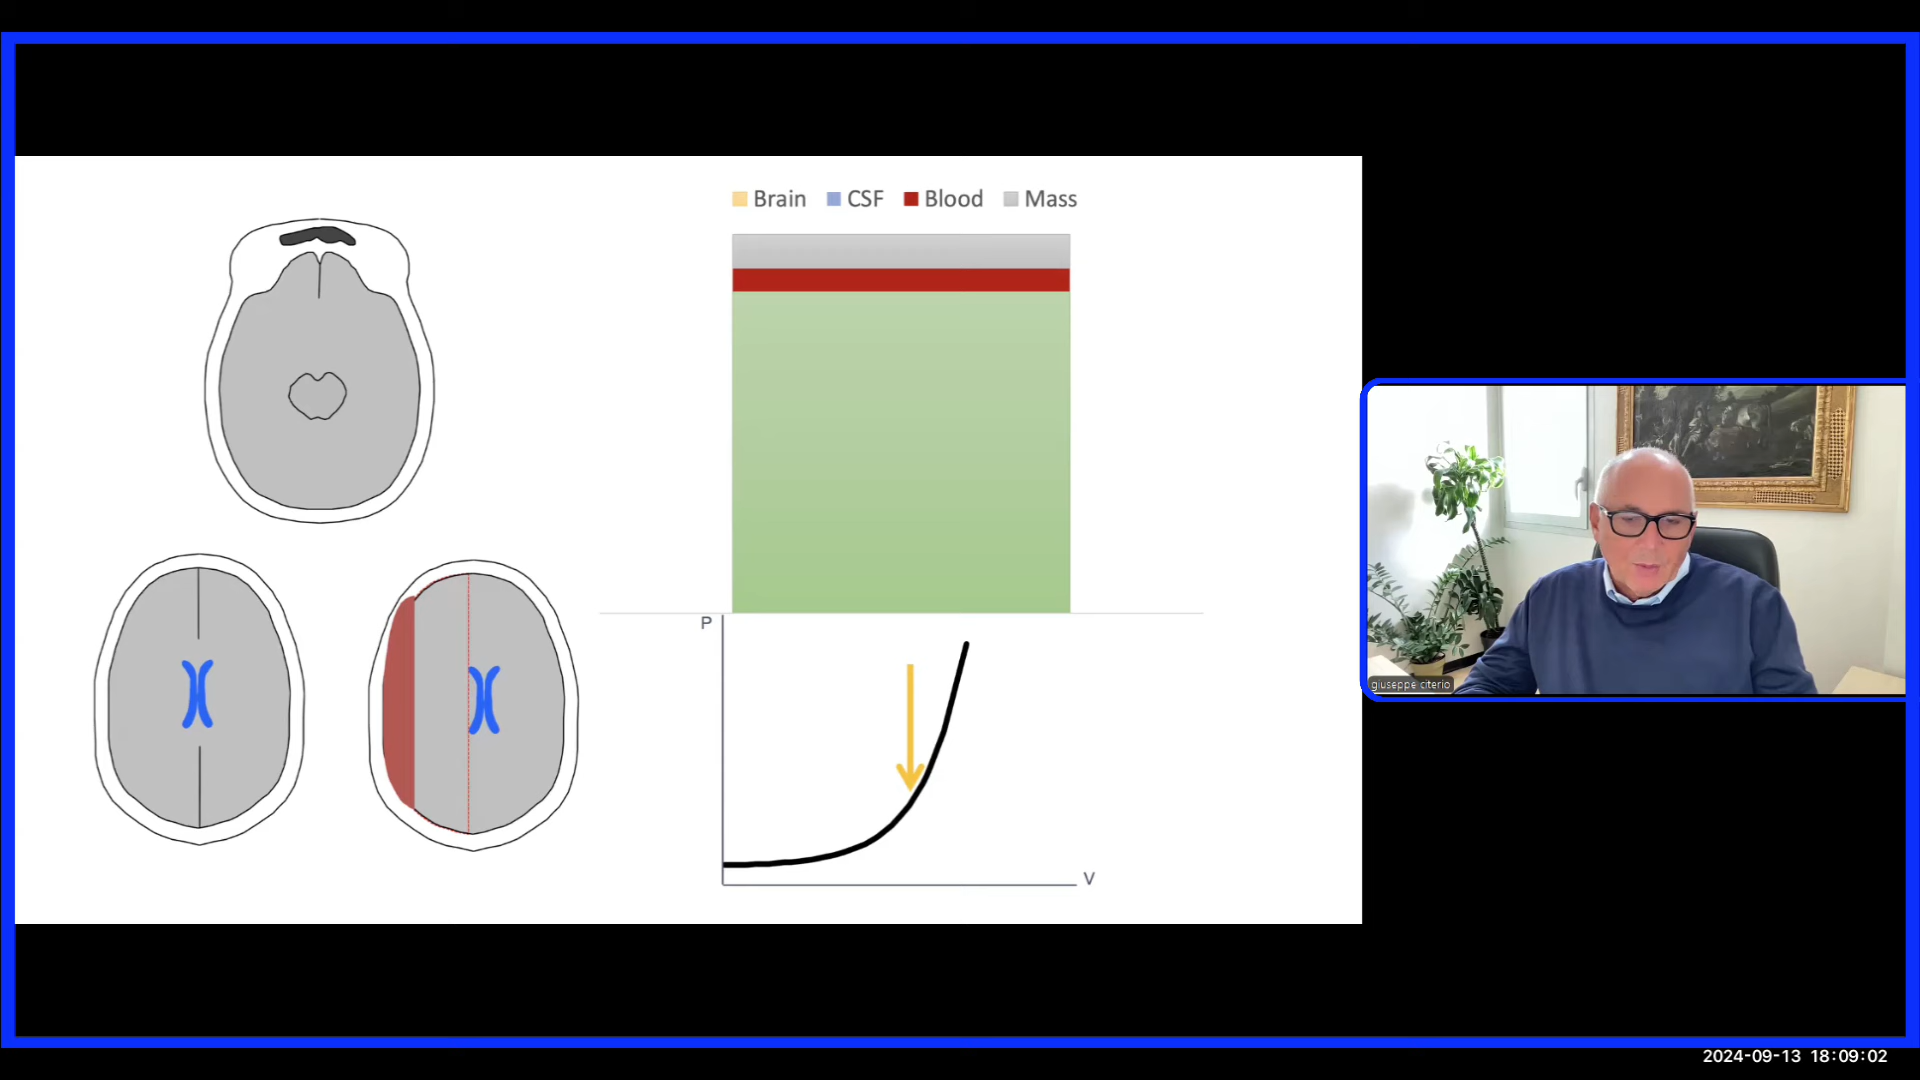 Brain CSF Blood Mass
P
V
giuseppe citerio
2024-09-13 18:09:02